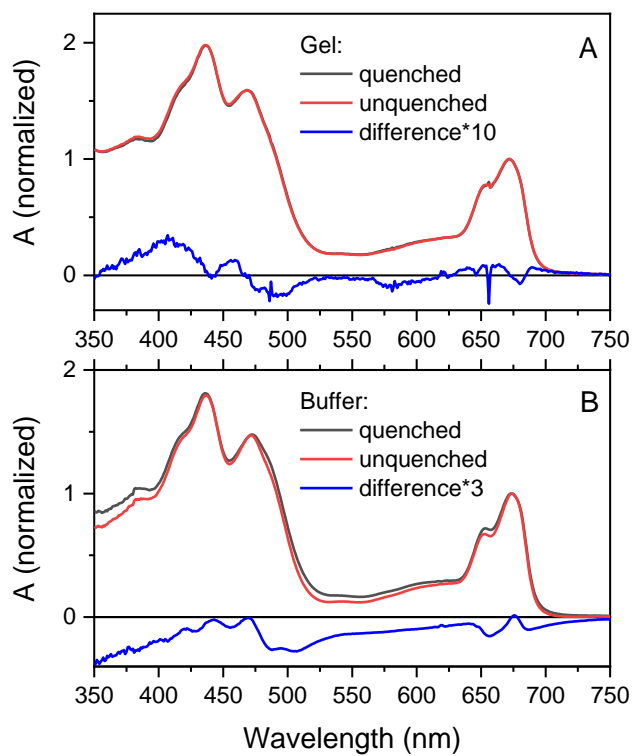 2
1
0
A (normalized)
Gel:
A
quenched
unquenched
difference*10
350 400 450 500 550 600 650 700 750
2
1
0
A (normalized)
Buffer:
B
quenched
unquenched
difference*3
350 400 450 500 550 600 650 700 750
Wavelength (nm)